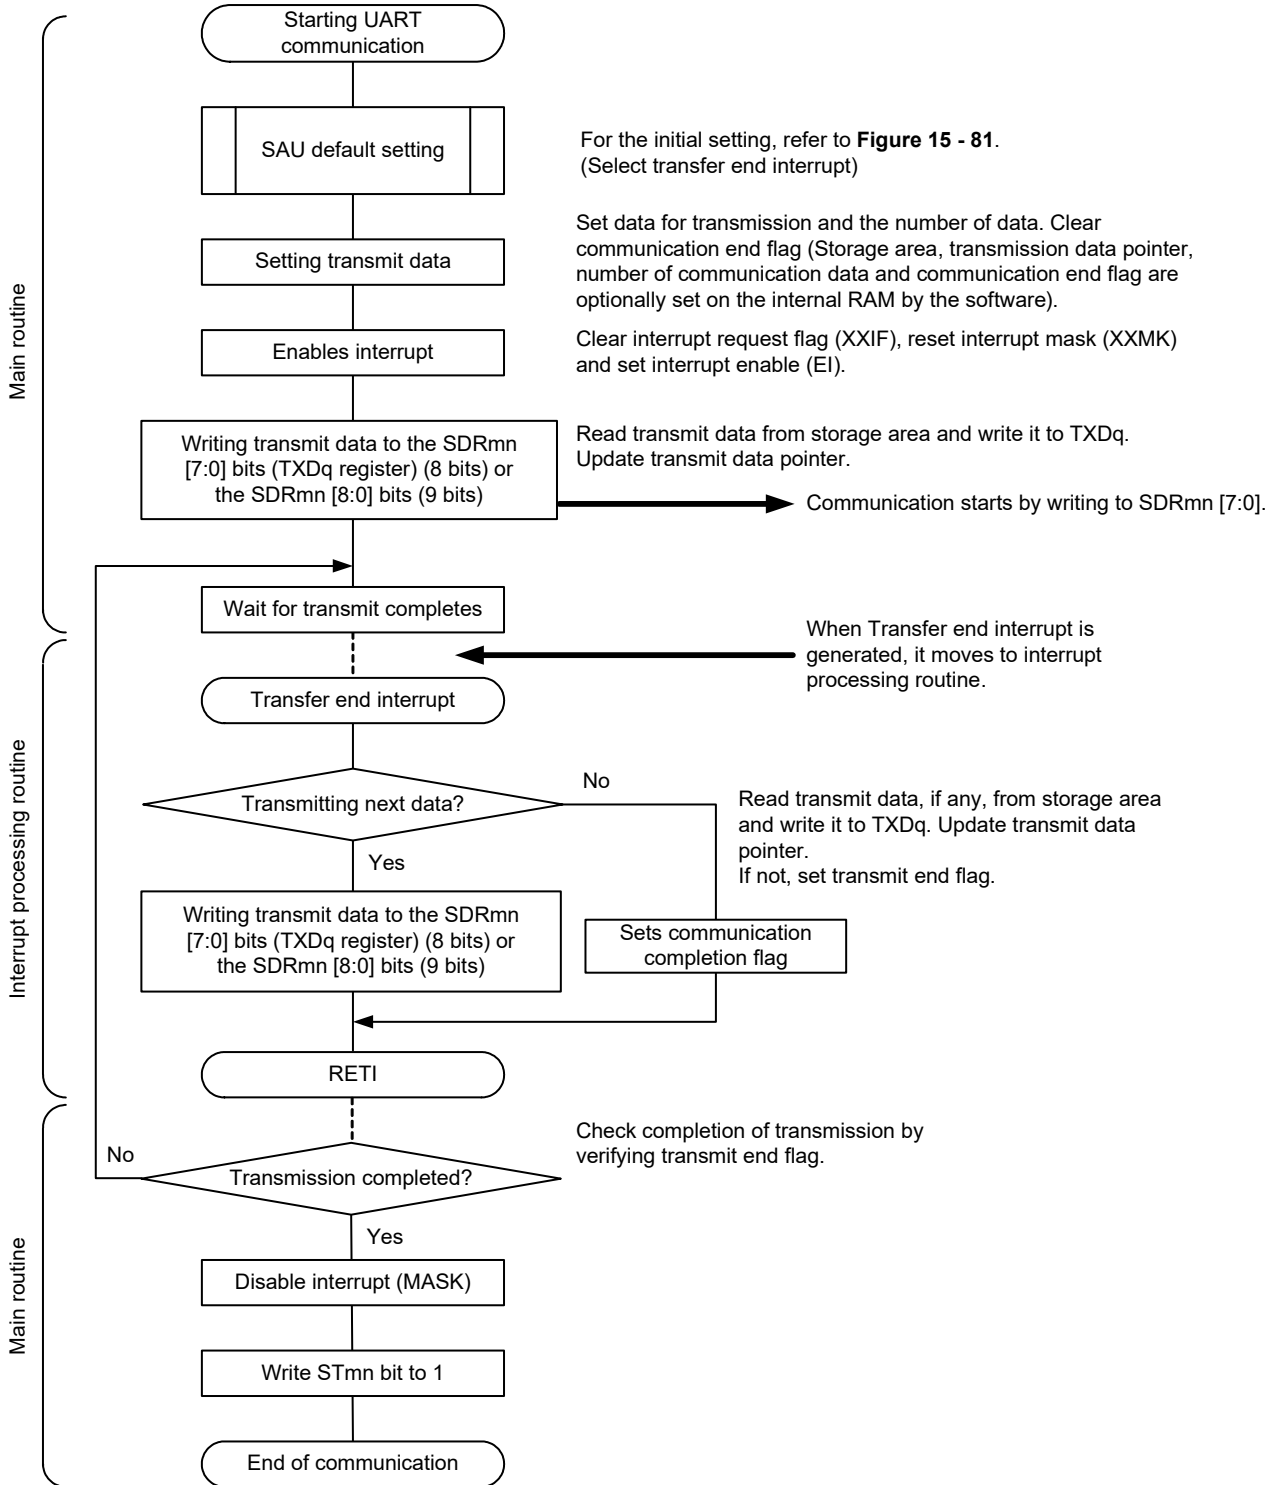 Starting UART
communication
SAU default setting
For the initial setting, refer to Figure 15 - 81.
(Select transfer end interrupt)
Setting transmit data
Set data for transmission and the number of data. Clear
communication end flag (Storage area, transmission data pointer,
number of communication data and communication end flag are
optionally set on the internal RAM by the software).
Main routine
Enables interrupt
Clear interrupt request flag (XXIF), reset interrupt mask (XXMK)
and set interrupt enable (EI).
Writing transmit data to the SDRmn
[7:0] bits (TXDq register) (8 bits) or
the SDRmn [8:0] bits (9 bits)
Read transmit data from storage area and write it to TXDq.
Update transmit data pointer.
Communication starts by writing to SDRmn [7:0].
Wait for transmit completes
When Transfer end interrupt is
generated, it moves to interrupt
processing routine.
Transfer end interrupt
Interrupt processing routine
Transmitting next data?
No
Yes
Read transmit data, if any, from storage area
and write it to TXDq. Update transmit data
pointer.
If not, set transmit end flag.
Writing transmit data to the SDRmn
[7:0] bits (TXDq register) (8 bits) or
the SDRmn [8:0] bits (9 bits)
Sets communication
completion flag
RETI
Main routine
Transmission completed?
No
Yes
Check completion of transmission by
verifying transmit end flag.
Disable interrupt (MASK)
Write STmn bit to 1
End of communication